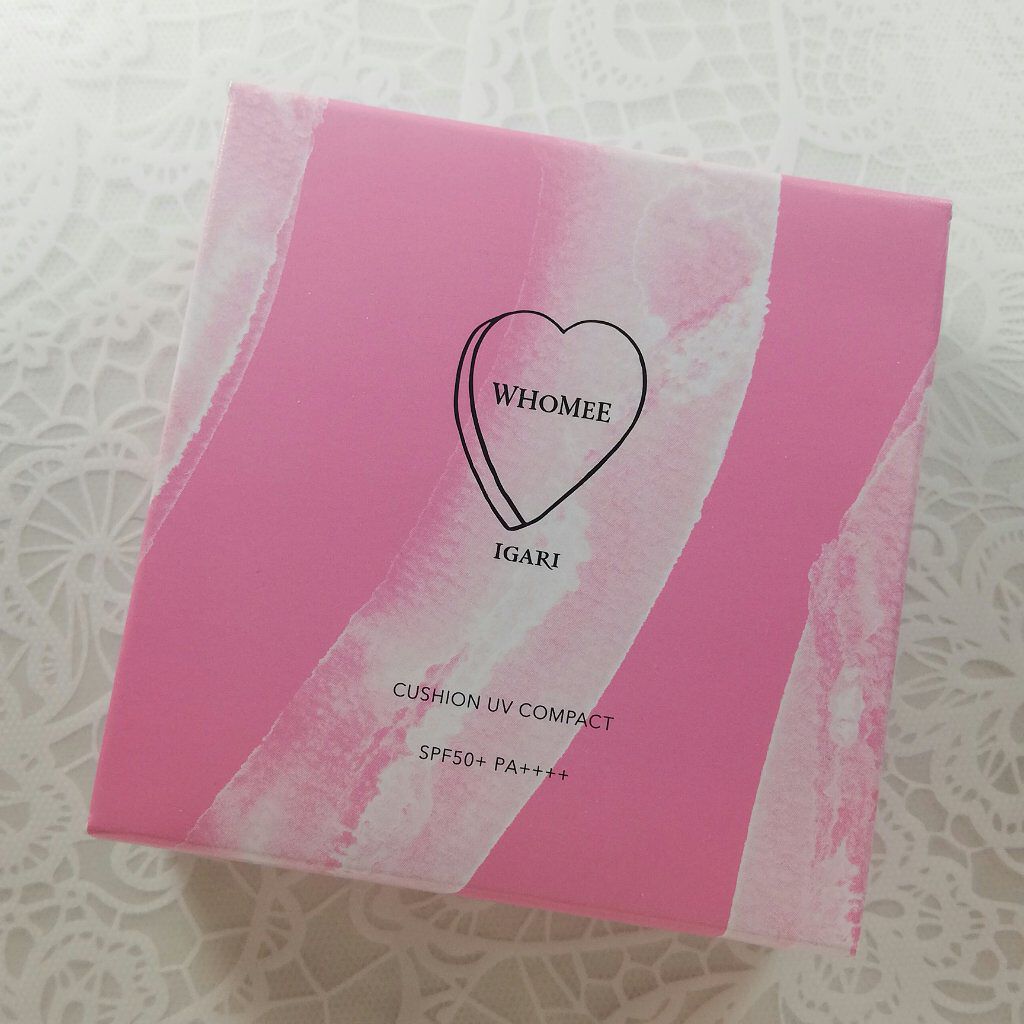 WHOMEE
IGARI
CUSHION UV COMPACT
SPF50+ PA++++